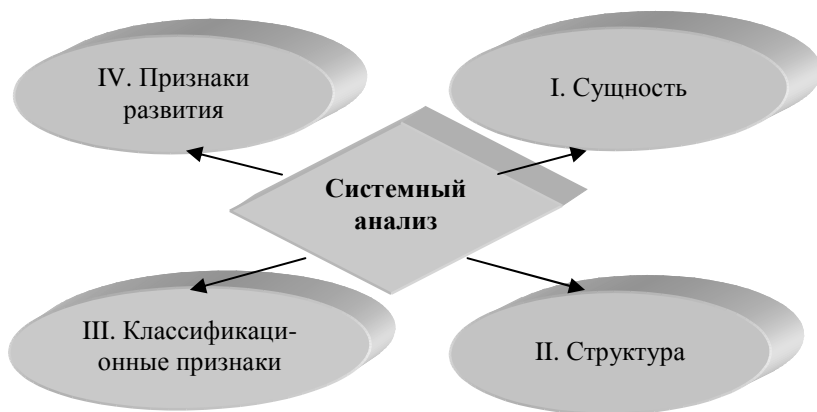 IV. Признаки
развития
I. Сущность
Системный
анализ
III. Классификаци-
онные признаки
II. Структура